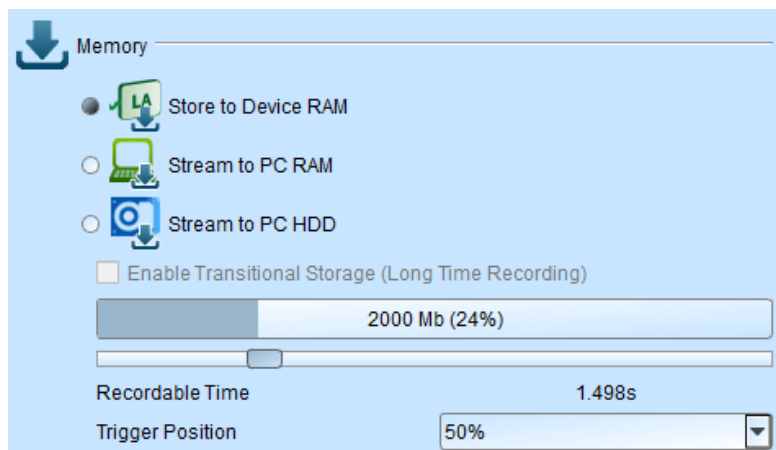 Memory
LA
Store to Device RAM
Stream to PC RAM
Stream to PC HDD
Enable Transitional Storage (Long Time Recording)
2000 Mb (24%)
Recordable Time 1.498s
Trigger Position 50%